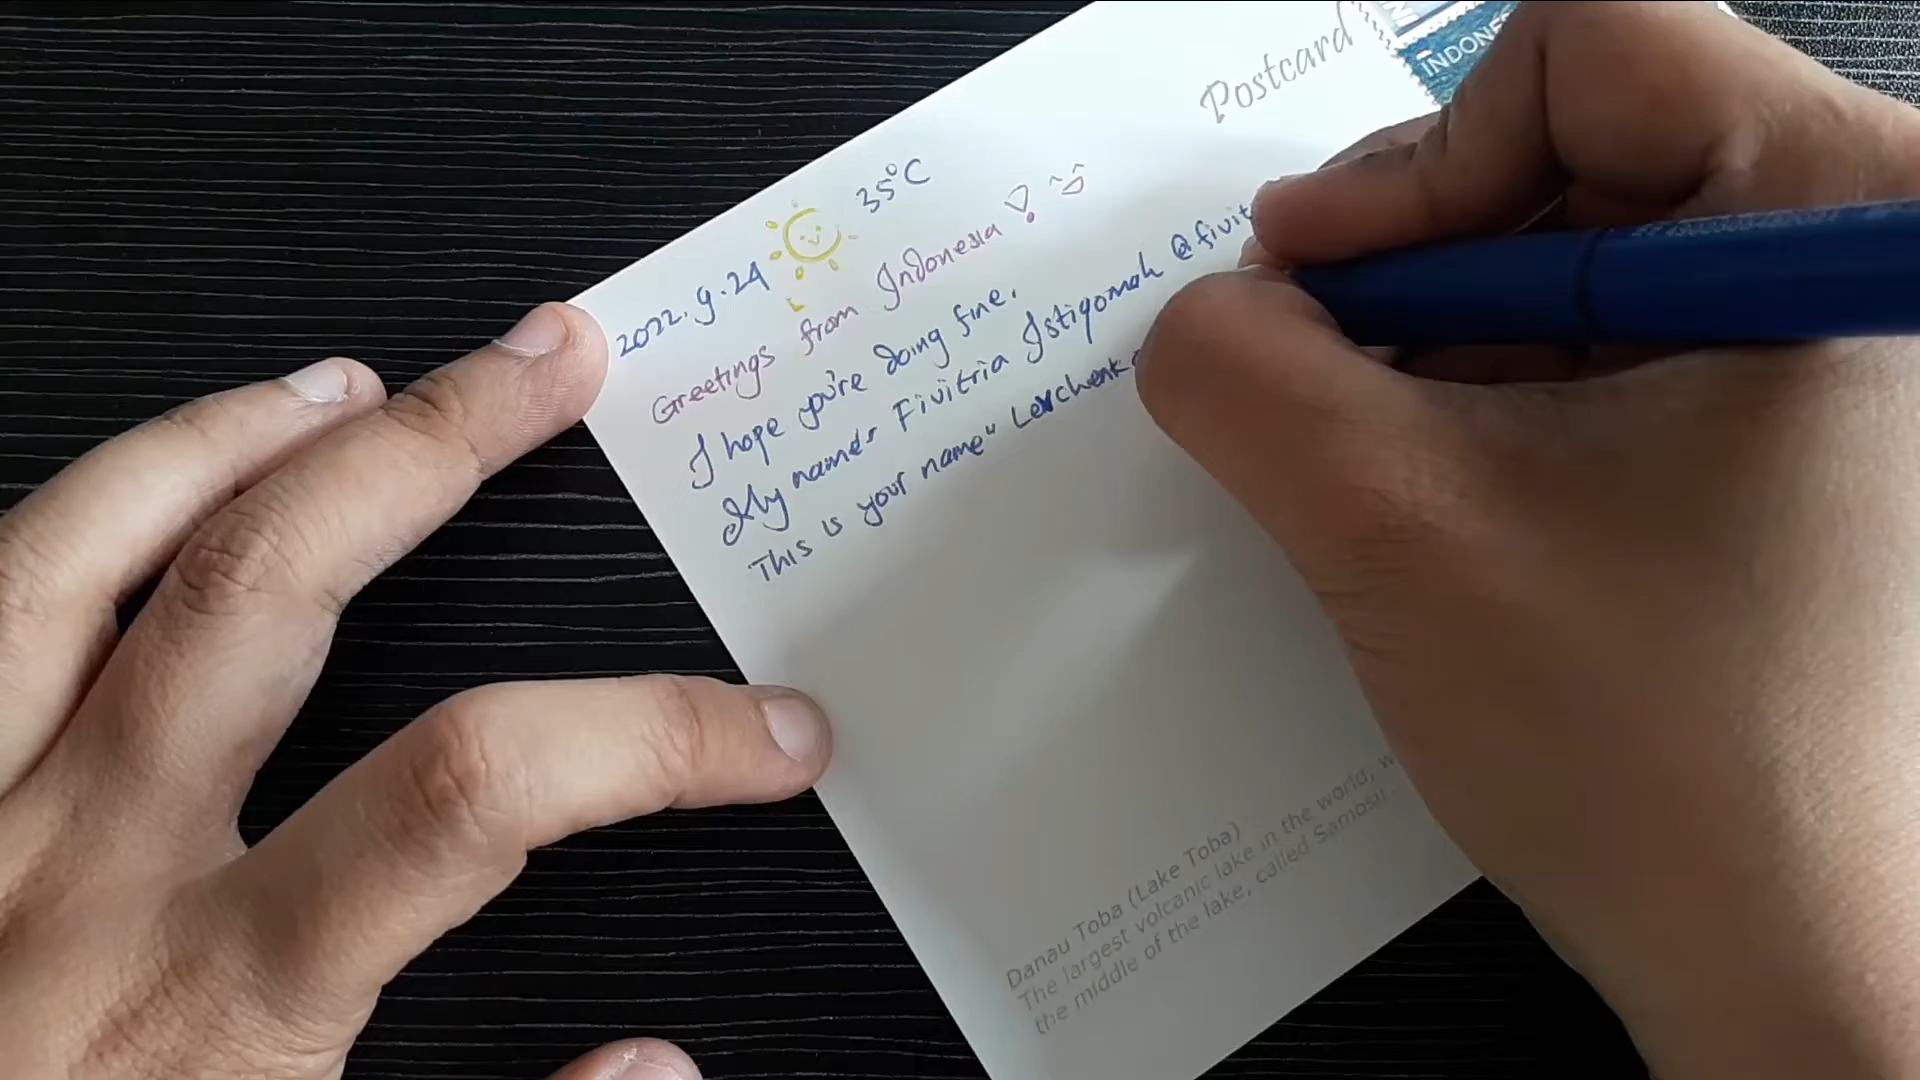 Postcard
INDONES
2022.9.24 35°C
Greetings from Indonesia !
I hope you're doing fine.
My name's Fivitria Istiqomah @fivit
This is your name"
Danau Toba (Lake Toba)
The largest volcanic lake in the world, w
the middle of the lake, called Samosir.